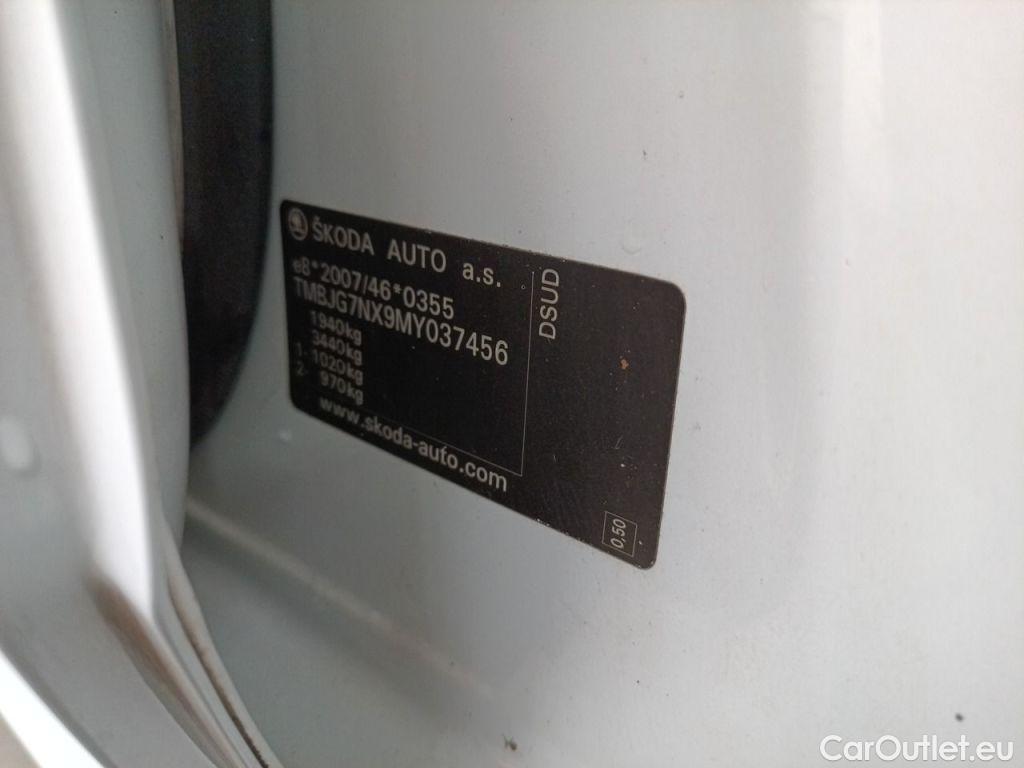 ŠKODA AUTO a.s.
e8*2007/46*0355
TMBJG7NX9MY037456
1940kg
3440kg
1- 1020kg
2- 970kg
www.skoda-auto.com
DSUD
0,50
CarOutlet.eu